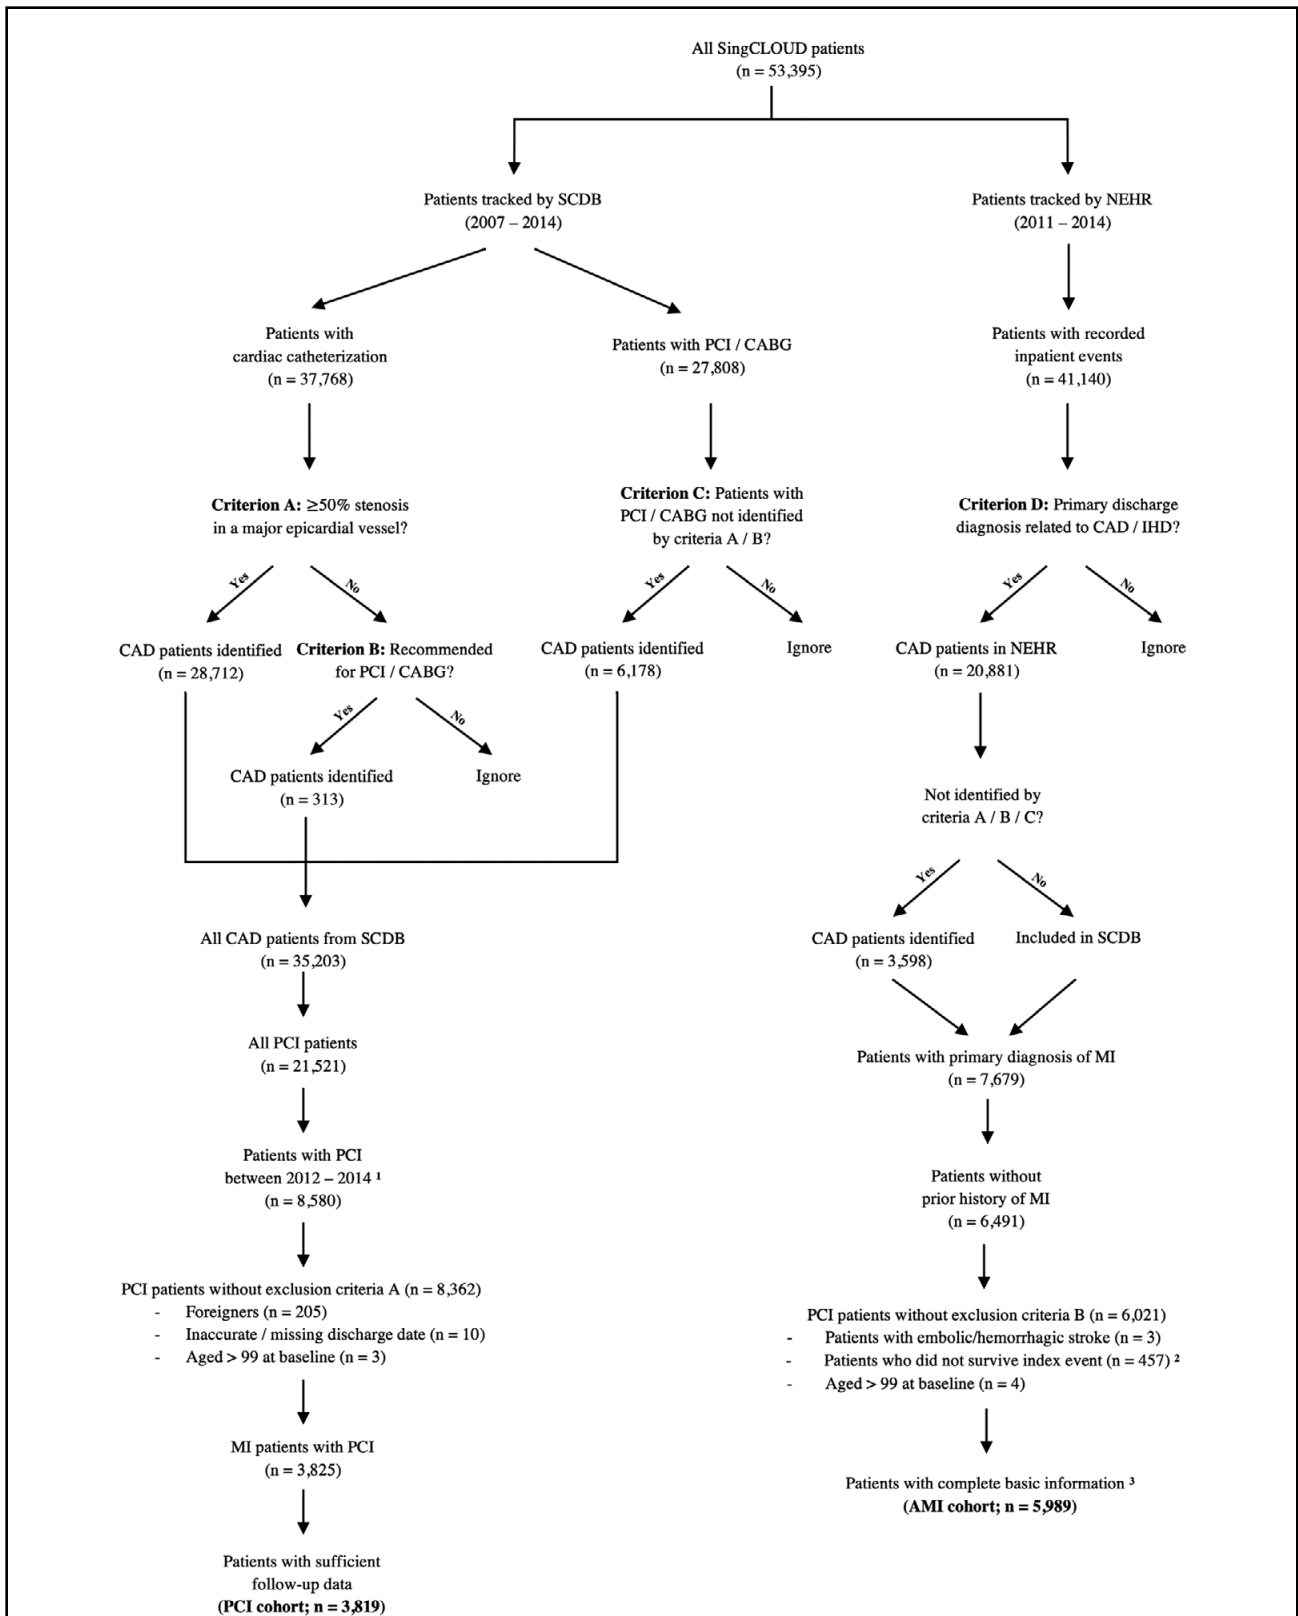 All SingCLOUD patients
(n = 53,395)
Patients tracked by SCDB
(2007 – 2014)
Patients tracked by NEHR
(2011 – 2014)
Patients with
cardiac catheterization
(n = 37,768)
Patients with PCI / CABG
(n = 27,808)
Patients with recorded
inpatient events
(n = 41,140)
Criterion A: ≥50% stenosis
in a major epicardial vessel?
Criterion C: Patients with
PCI / CABG not identified
by criteria A / B?
Criterion D: Primary discharge
diagnosis related to CAD / IHD?
Yes
No
Yes
No
Yes
No
CAD patients identified
(n = 28,712)
Criterion B: Recommended
for PCI / CABG?
CAD patients identified
(n = 6,178)
Ignore
CAD patients in NEHR
(n = 20,881)
Ignore
Yes
No
CAD patients identified
(n = 313)
Ignore
Not identified by
criteria A / B / C?
Yes
No
All CAD patients from SCDB
(n = 35,203)
CAD patients identified
(n = 3,598)
Included in SCDB
All PCI patients
(n = 21,521)
Patients with primary diagnosis of MI
(n = 7,679)
Patients with PCI
between 2012 – 2014 ¹
(n = 8,580)
Patients without
prior history of MI
(n = 6,491)
PCI patients without exclusion criteria A (n = 8,362)
- Foreigners (n = 205)
- Inaccurate / missing discharge date (n = 10)
- Aged > 99 at baseline (n = 3)
PCI patients without exclusion criteria B (n = 6,021)
- Patients with embolic/hemorrhagic stroke (n = 3)
- Patients who did not survive index event (n = 457) ²
- Aged > 99 at baseline (n = 4)
MI patients with PCI
(n = 3,825)
Patients with complete basic information ³
(AMI cohort; n = 5,989)
Patients with sufficient
follow-up data
(PCI cohort; n = 3,819)